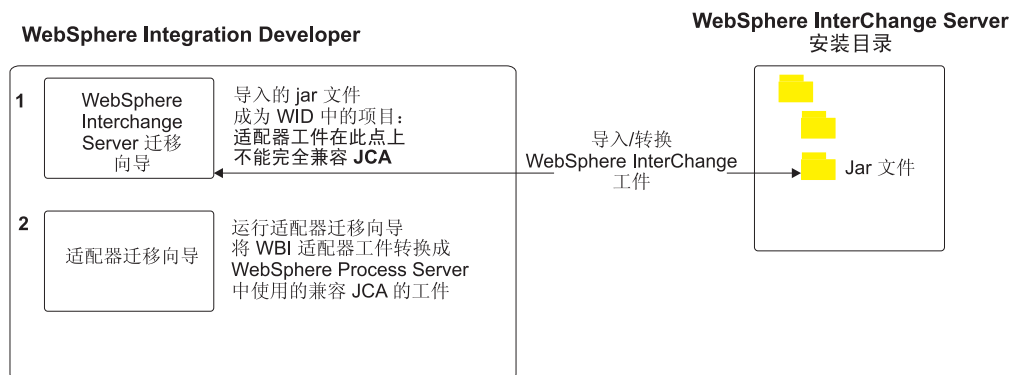 WebSphere Integration Developer
WebSphere InterChange Server
安装目录
1
WebSphere
Interchange
Server 迁移
向导
导入的 jar 文件
成为 WID 中的项目：
适配器工件在此点上
不能完全兼容 JCA
导入/转换
WebSphere InterChange
工件
Jar 文件
2
适配器迁移向导
运行适配器迁移向导
将 WBI 适配器工件转换成
WebSphere Process Server
中使用的兼容 JCA 的工件